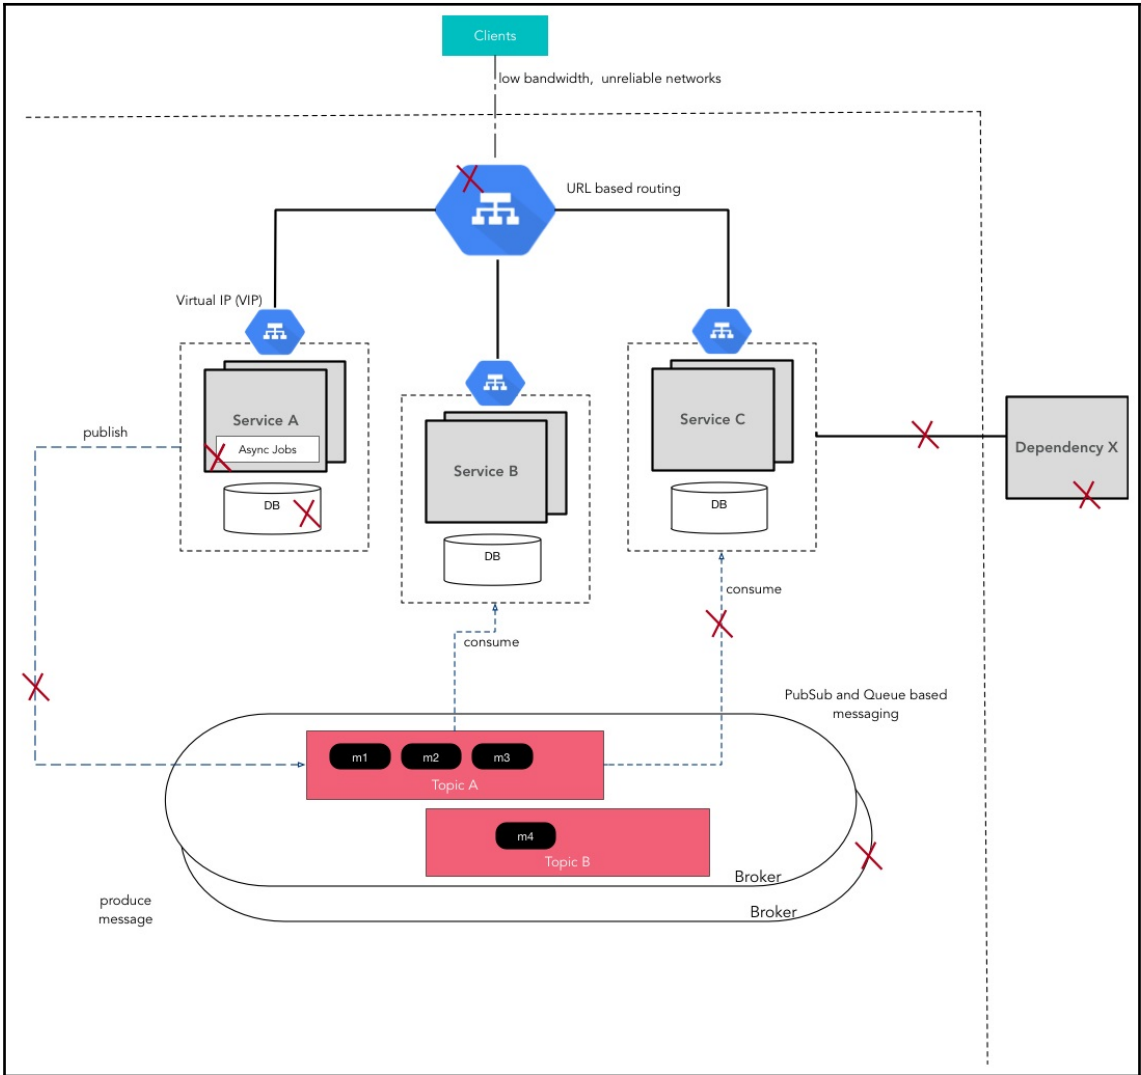 Clients
low bandwidth,  unreliable networks
URL based routing
Virtual IP (VIP)
Service A
Async Jobs
DB
publish
Service B
DB
Service C
DB
Dependency X
consume
consume
PubSub and Queue based
messaging
m1
m2
m3
Topic A
m4
Topic B
Broker
Broker
produce
message